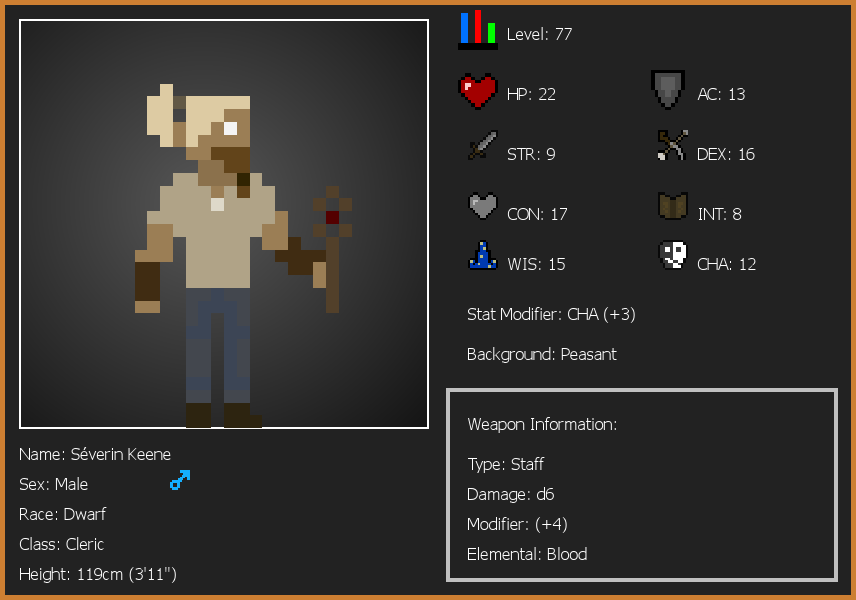 Level: 77
HP: 22
AC: 13
STR: 9
DEX: 16
CON: 17
INT: 8
WIS: 15
CHA: 12
Stat Modifier: CHA (+3)
Background: Peasant
Weapon Information:
Type: Staff
Damage: d6
Modifier: (+4)
Elemental: Blood
Name: Séverin Keene
Sex: Male
Race: Dwarf
Class: Cleric
Height: 119cm (3'11")